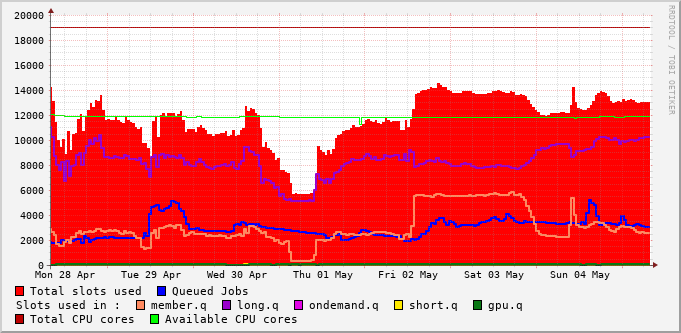 20000
18000
16000
14000
12000
10000
8000
6000
4000
2000
0
Mon 28 Apr Tue 29 Apr Wed 30 Apr Thu 01 May Fri 02 May Sat 03 May Sun 04 May
Total slots used Queued Jobs
Slots used in : member.q long.q ondemand.q short.q gpu.q
Total CPU cores Available CPU cores
RRDTOOL / TOBI OETIKER